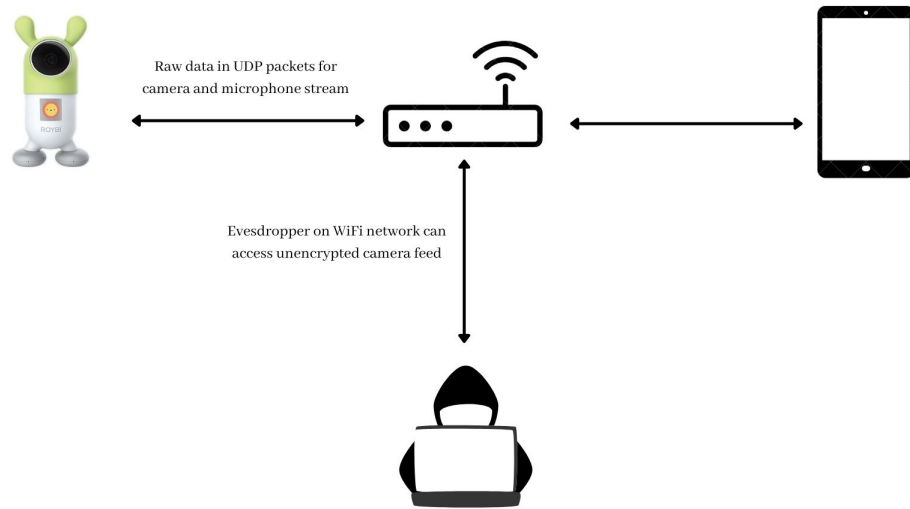 Raw data in UDP packets for
camera and microphone stream
ROYBI
Evesdropper on WiFi network can
access unencrypted camera feed